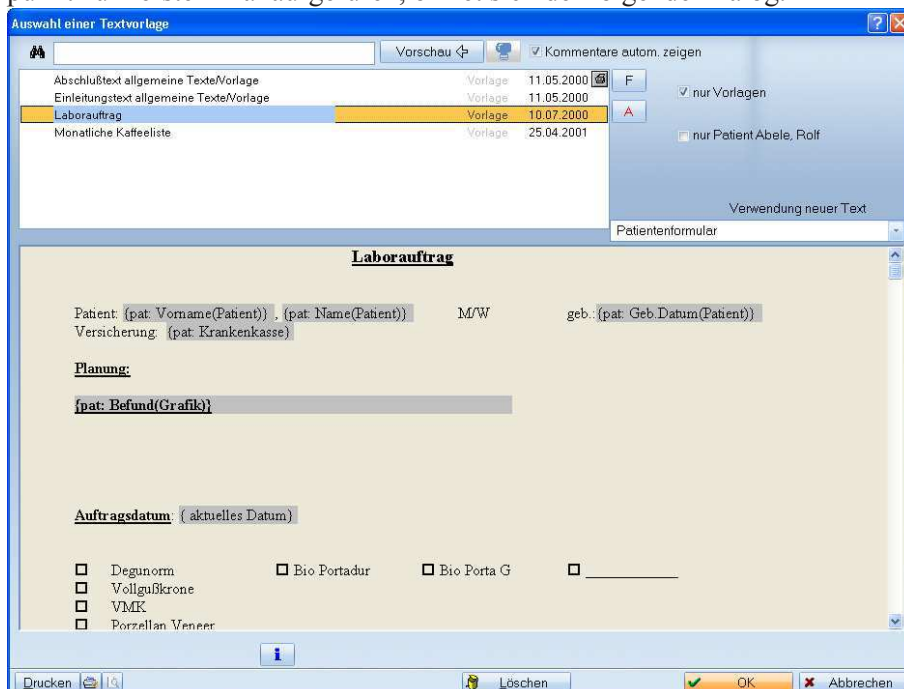 Auswahl einer Textvorlage
Vorschau Kommentare autom. zeigen
Abschlußtext allgemeine Texte/Vorlage Vorlage 11.05.2000 F
Einleitungstext allgemeine Texte/Vorlage Vorlage 11.05.2000 nur Vorlagen
Laborauftrag Vorlage 10.07.2000 A
Monatliche Kaffeeliste Vorlage 25.04.2001 nur Patient Abele, Rolf
Verwendung neuer Text
Patientenformular
Laborauftrag
Patient: {pat: Vorname(Patient)} , {pat: Name(Patient)} M/W geb.: {pat: Geb.Datum(Patient)}
Versicherung: {pat: Krankenkasse}
Planung:
{pat: Befund(Grafik)}
Auftragsdatum: { aktuelles Datum}
Degunorm Bio Portadur Bio Porta G
Vollgußkrone
VMK
Porzellan Veneer
i
Drucken Löschen OK Abbrechen